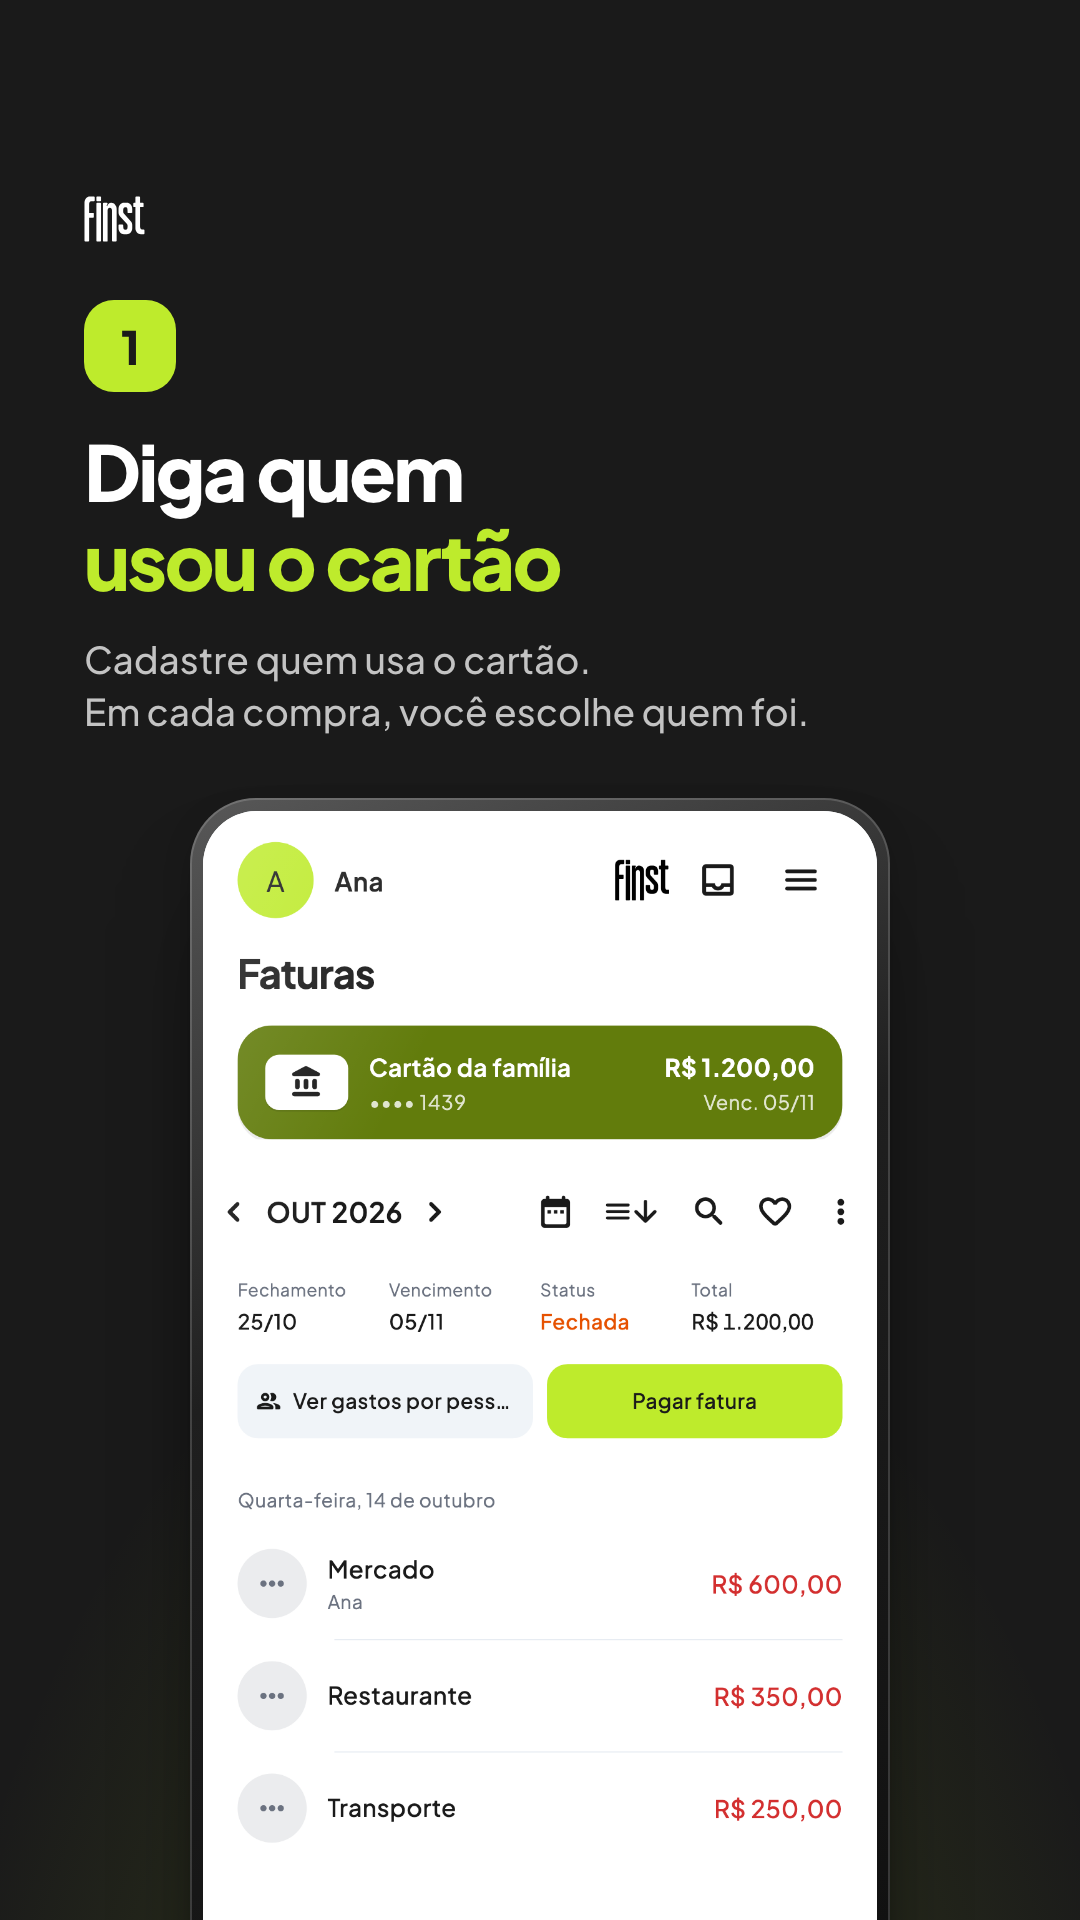 finst
1
Diga quem
usou o cartão
Cadastre quem usa o cartão.
Em cada compra, você escolhe quem foi.
A
Ana
finst
Faturas
Cartão da família
R$ 1.200,00
•••• 1439
Venc. 05/11
OUT 2026
Fechamento
Vencimento
Status
Total
25/10
05/11
Fechada
R$ 1.200,00
Ver gastos por pess...
Pagar fatura
Quarta-feira, 14 de outubro
Mercado
Ana
R$ 600,00
Restaurante
R$ 350,00
Transporte
R$ 250,00